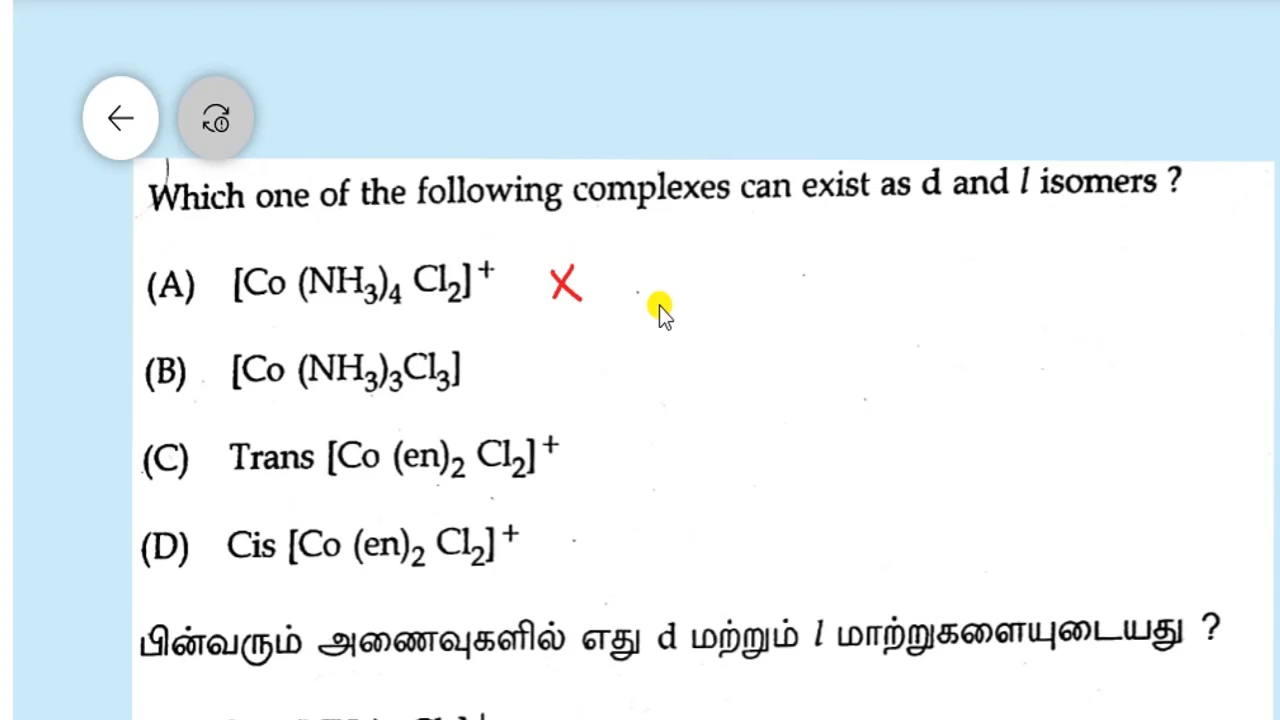 Which one of the following complexes can exist as d and l isomers ?
(A) [Co (NH₃)₄ Cl₂]⁺ X
(B) [Co (NH₃)₃Cl₃]
(C) Trans [Co (en)₂ Cl₂]⁺
(D) Cis [Co (en)₂ Cl₂]⁺
பின்வரும் அணைவுகளில் எது d மற்றும் l மாற்றுகளையுடையது ?